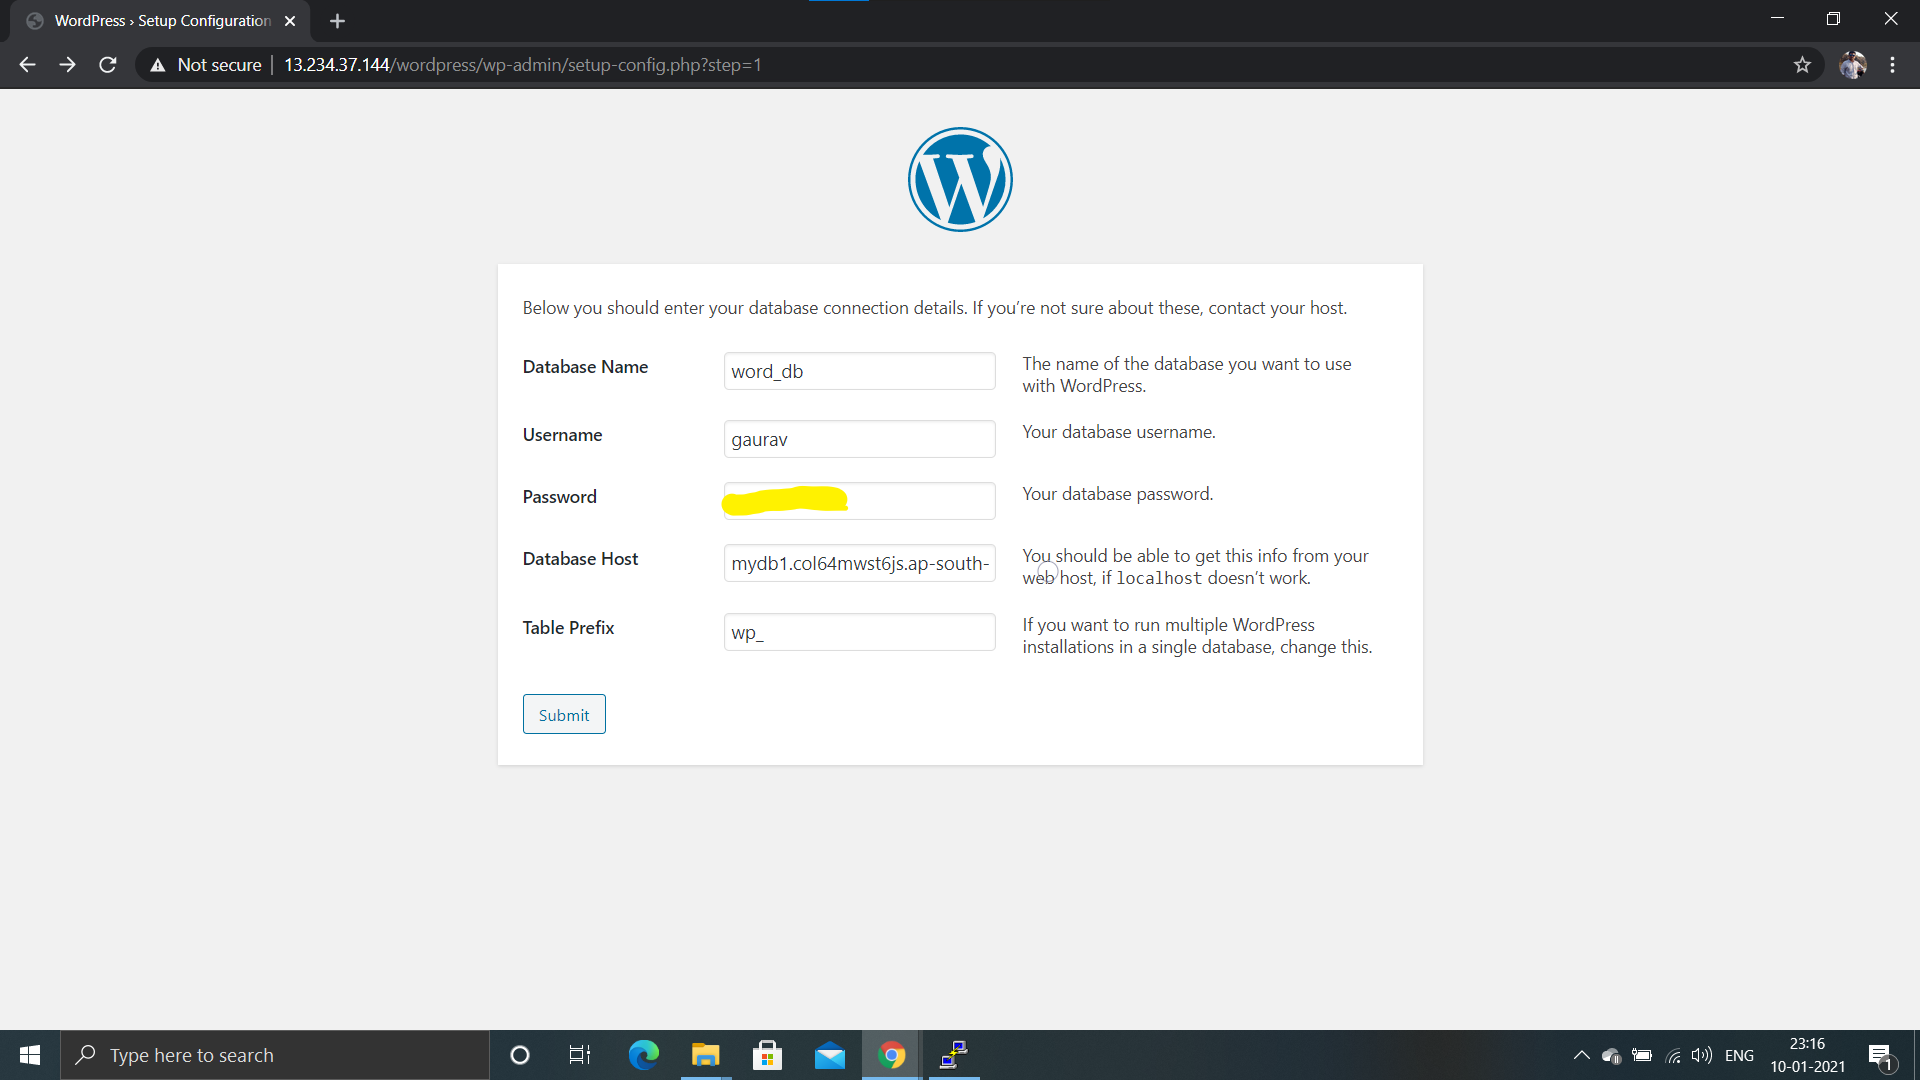 WordPress › Setup Configuration
Not secure
13.234.37.144/wordpress/wp-admin/setup-config.php?step=1
Below you should enter your database connection details. If you’re not sure about these, contact your host.
Database Name
word_db
The name of the database you want to use
with WordPress.
Username
gaurav
Your database username.
Password
Your database password.
Database Host
mydb1.col64mwst6js.ap-south-
You should be able to get this info from your
web host, if localhost doesn’t work.
Table Prefix
wp_
If you want to run multiple WordPress
installations in a single database, change this.
Submit
Type here to search
ENG
23:16
10-01-2021
1